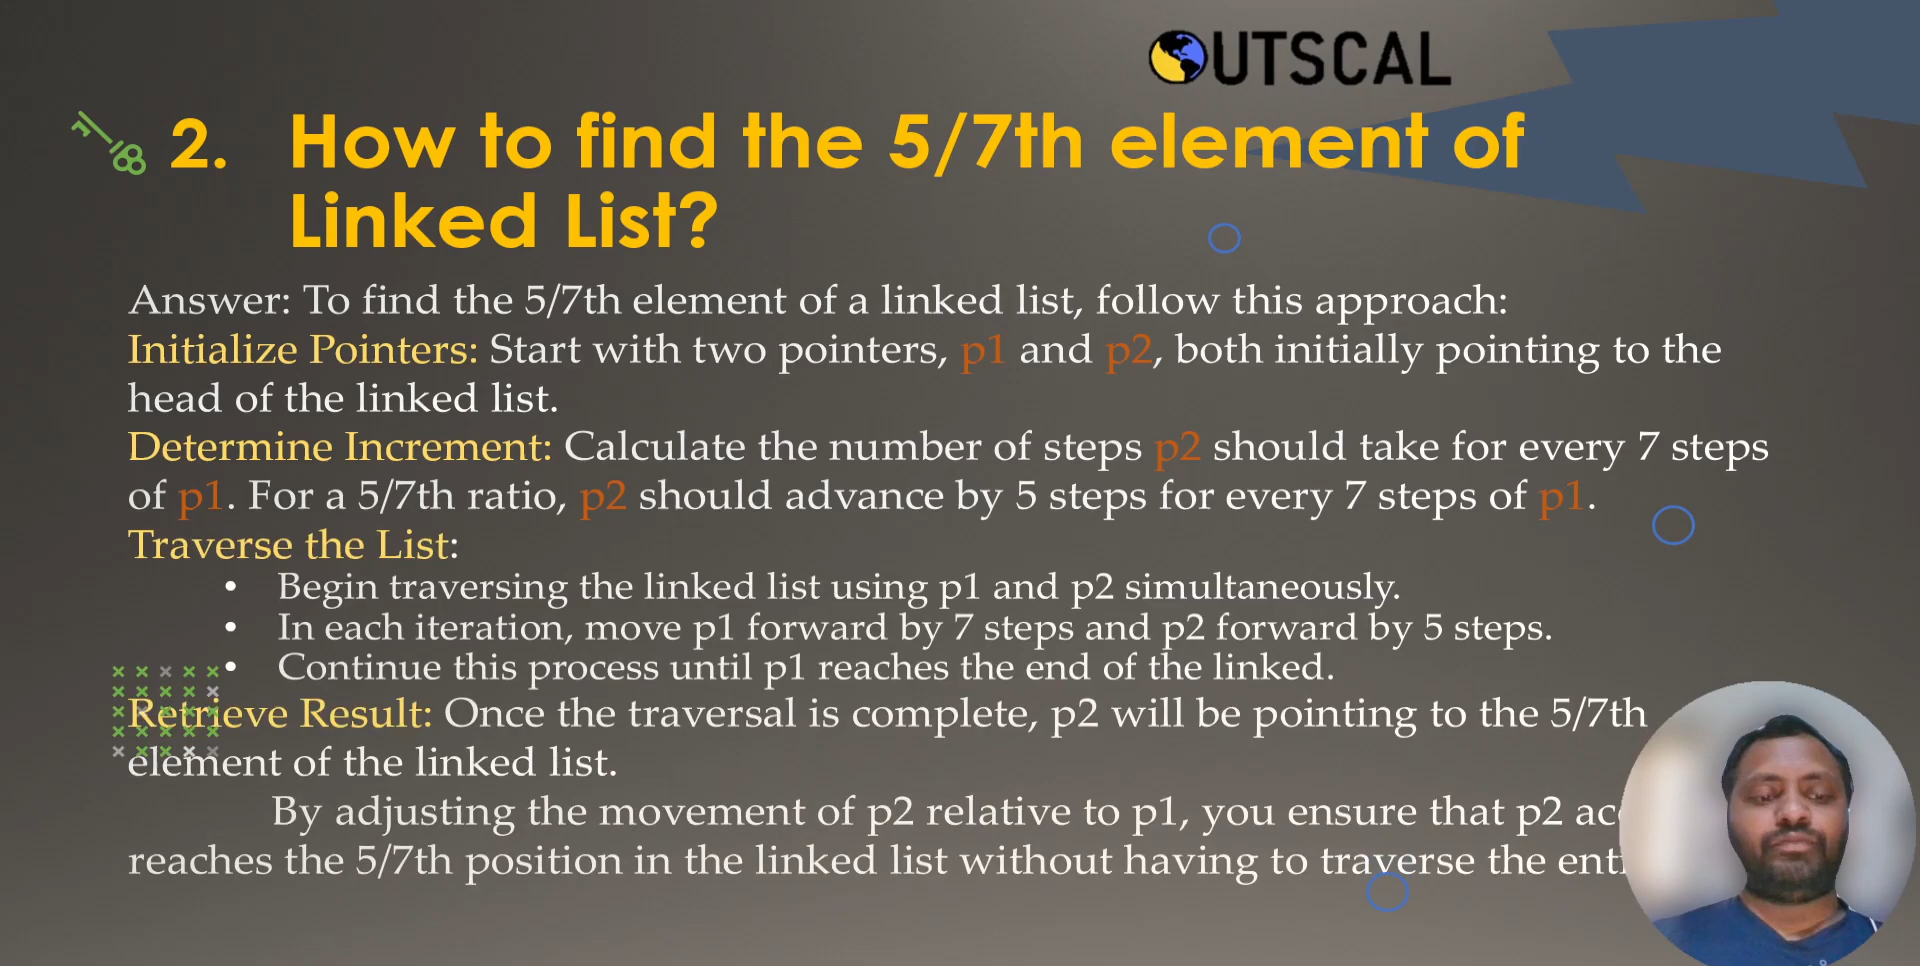 OUTSCAL
2. How to find the 5/7th element of
Linked List?
Answer: To find the 5/7th element of a linked list, follow this approach:
Initialize Pointers: Start with two pointers, p1 and p2, both initially pointing to the
head of the linked list.
Determine Increment: Calculate the number of steps p2 should take for every 7 steps
of p1. For a 5/7th ratio, p2 should advance by 5 steps for every 7 steps of p1.
Traverse the List:
• Begin traversing the linked list using p1 and p2 simultaneously.
• In each iteration, move p1 forward by 7 steps and p2 forward by 5 steps.
• Continue this process until p1 reaches the end of the linked.
Retrieve Result: Once the traversal is complete, p2 will be pointing to the 5/7th
element of the linked list.
By adjusting the movement of p2 relative to p1, you ensure that p2
reaches the 5/7th position in the linked list without having to traverse the